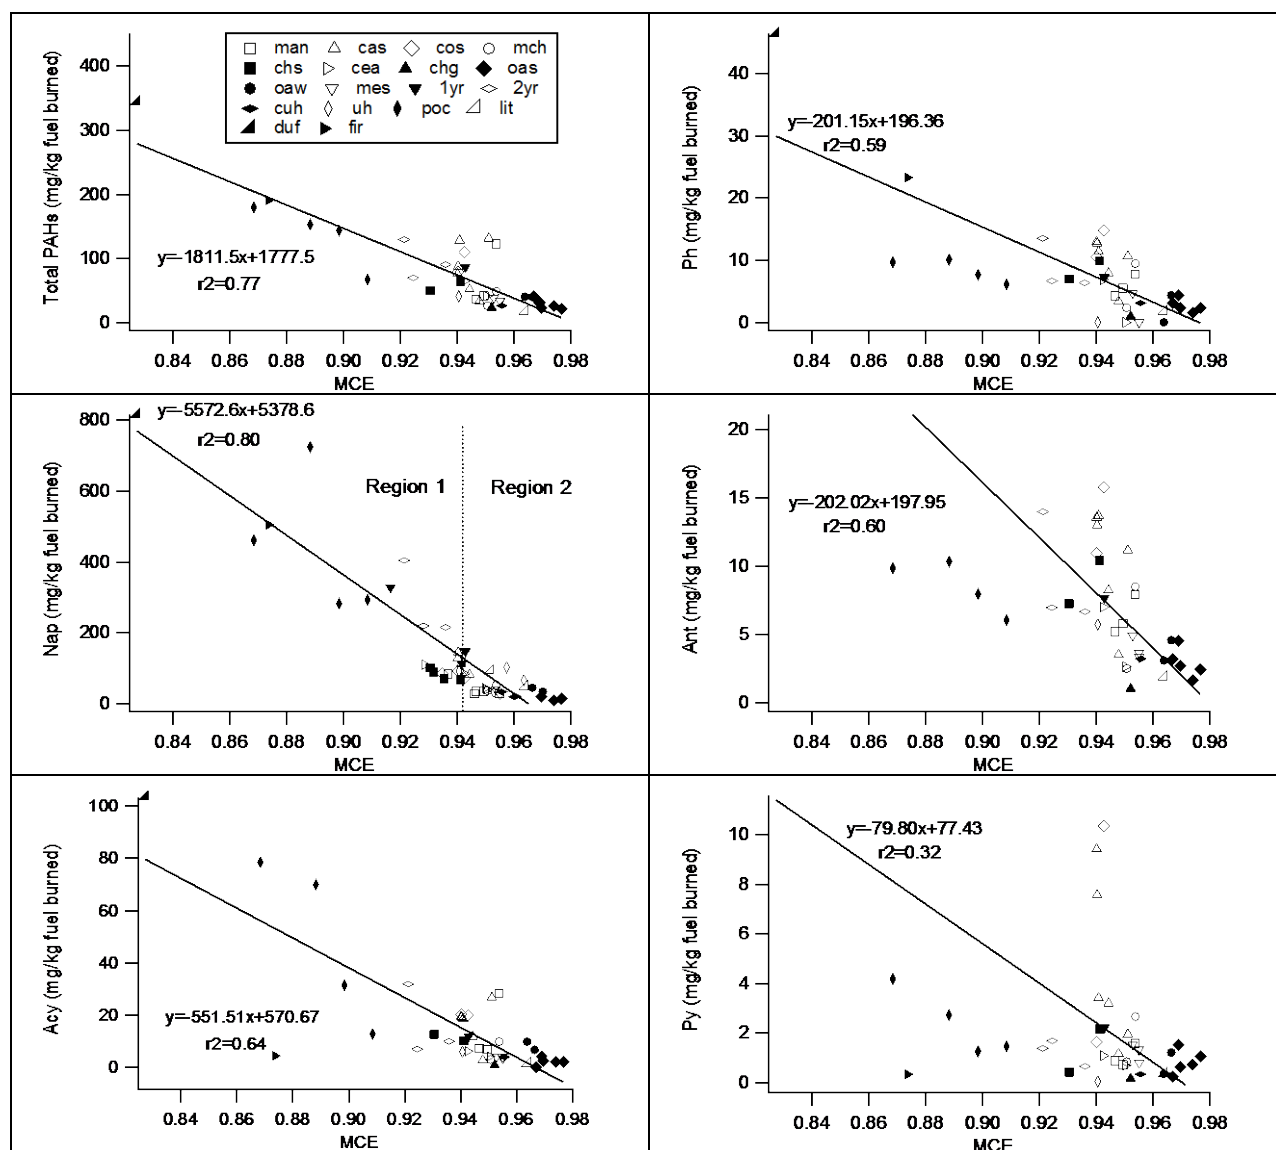 Total PAHs (mg/kg fuel burned)
400
300
200
100
0
man cas cos mch
chs cea chg oas
oaw mes 1yr 2yr
cuh uh poc lit
duf fir
y=-1811.5x+1777.5
r2=0.77
0.84 0.86 0.88 0.90 0.92 0.94 0.96 0.98
MCE
Ph (mg/kg fuel burned)
40
30
20
10
0
y=-201.15x+196.36
r2=0.59
0.84 0.86 0.88 0.90 0.92 0.94 0.96 0.98
MCE
Nap (mg/kg fuel burned)
800
600
400
200
0
y=-5572.6x+5378.6
r2=0.80
Region 1 Region 2
0.84 0.86 0.88 0.90 0.92 0.94 0.96 0.98
MCE
Ant (mg/kg fuel burned)
20
15
10
5
0
y=-202.02x+197.95
r2=0.60
0.84 0.86 0.88 0.90 0.92 0.94 0.96 0.98
MCE
Acy (mg/kg fuel burned)
100
80
60
40
20
0
y=-551.51x+570.67
r2=0.64
0.84 0.86 0.88 0.90 0.92 0.94 0.96 0.98
MCE
Py (mg/kg fuel burned)
10
8
6
4
2
0
y=-79.80x+77.43
r2=0.32
0.84 0.86 0.88 0.90 0.92 0.94 0.96 0.98
MCE